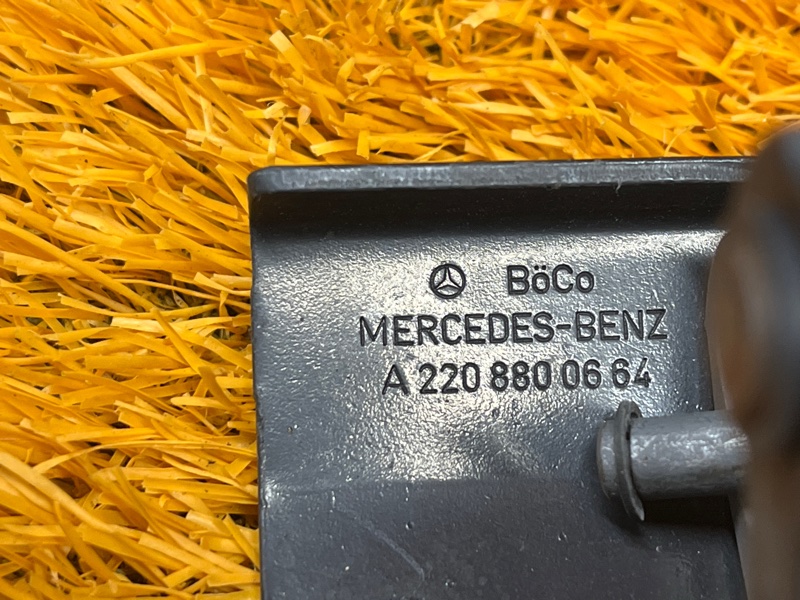 BöCo
MERCEDES-BENZ
A 220 880 06 64